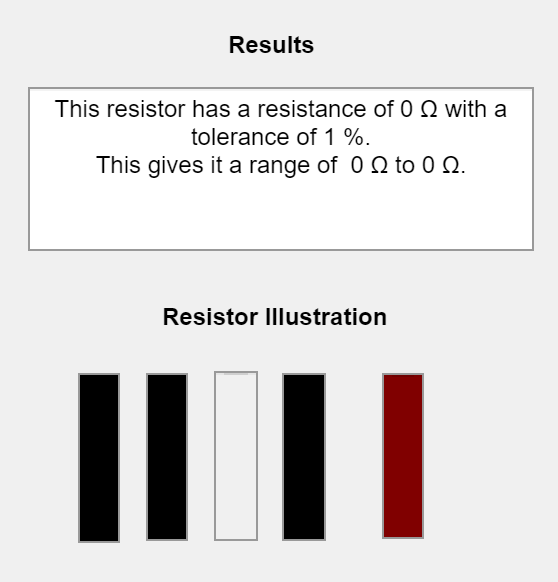 Results
This resistor has a resistance of 0 Ω with a
tolerance of 1 %.
This gives it a range of  0 Ω to 0 Ω.
Resistor Illustration